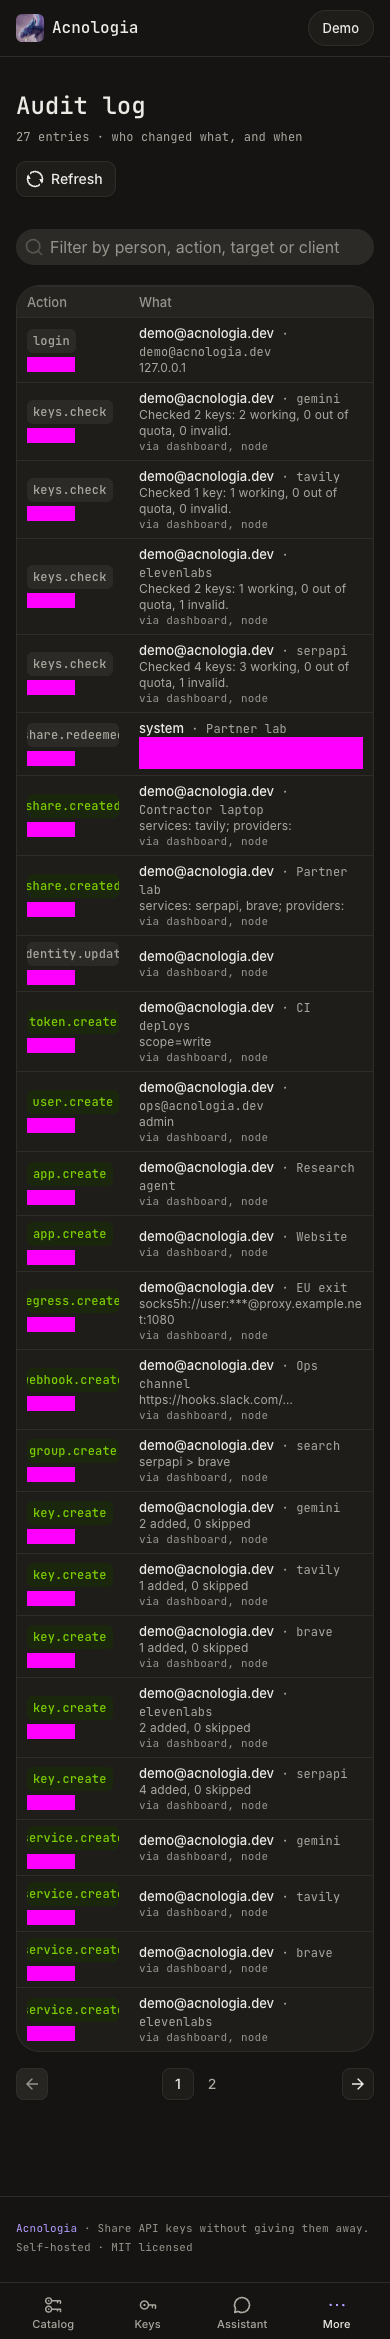 Acnologia
Demo
Audit log
27 entries · who changed what, and when
Refresh
Filter by person, action, target or client
Action
What
login
demo@acnologia.dev ·
demo@acnologia.dev
127.0.0.1
keys.check
demo@acnologia.dev · gemini
Checked 2 keys: 2 working, 0 out of
quota, 0 invalid.
via dashboard, node
keys.check
demo@acnologia.dev · tavily
Checked 1 key: 1 working, 0 out of
quota, 0 invalid.
via dashboard, node
keys.check
demo@acnologia.dev ·
elevenlabs
Checked 2 keys: 1 working, 0 out of
quota, 1 invalid.
via dashboard, node
keys.check
demo@acnologia.dev · serpapi
Checked 4 keys: 3 working, 0 out of
quota, 1 invalid.
via dashboard, node
share.redeemed
system · Partner lab
share.created
demo@acnologia.dev ·
Contractor laptop
services: tavily; providers:
via dashboard, node
share.created
demo@acnologia.dev · Partner
lab
services: serpapi, brave; providers:
via dashboard, node
dentity.updat
demo@acnologia.dev
via dashboard, node
token.create
demo@acnologia.dev · CI
deploys
scope=write
via dashboard, node
user.create
demo@acnologia.dev ·
ops@acnologia.dev
admin
via dashboard, node
app.create
demo@acnologia.dev · Research
agent
via dashboard, node
app.create
demo@acnologia.dev · Website
via dashboard, node
egress.create
demo@acnologia.dev · EU exit
socks5h://user:***@proxy.example.ne
t:1080
via dashboard, node
webhook.create
demo@acnologia.dev · Ops
channel
https://hooks.slack.com/…
via dashboard, node
group.create
demo@acnologia.dev · search
serpapi > brave
via dashboard, node
key.create
demo@acnologia.dev · gemini
2 added, 0 skipped
via dashboard, node
key.create
demo@acnologia.dev · tavily
1 added, 0 skipped
via dashboard, node
key.create
demo@acnologia.dev · brave
1 added, 0 skipped
via dashboard, node
key.create
demo@acnologia.dev ·
elevenlabs
2 added, 0 skipped
via dashboard, node
key.create
demo@acnologia.dev · serpapi
4 added, 0 skipped
via dashboard, node
service.create
demo@acnologia.dev · gemini
via dashboard, node
service.create
demo@acnologia.dev · tavily
via dashboard, node
service.create
demo@acnologia.dev · brave
via dashboard, node
service.create
demo@acnologia.dev ·
elevenlabs
via dashboard, node
1
2
Acnologia · Share API keys without giving them away.
Self-hosted · MIT licensed
Catalog
Keys
Assistant
More